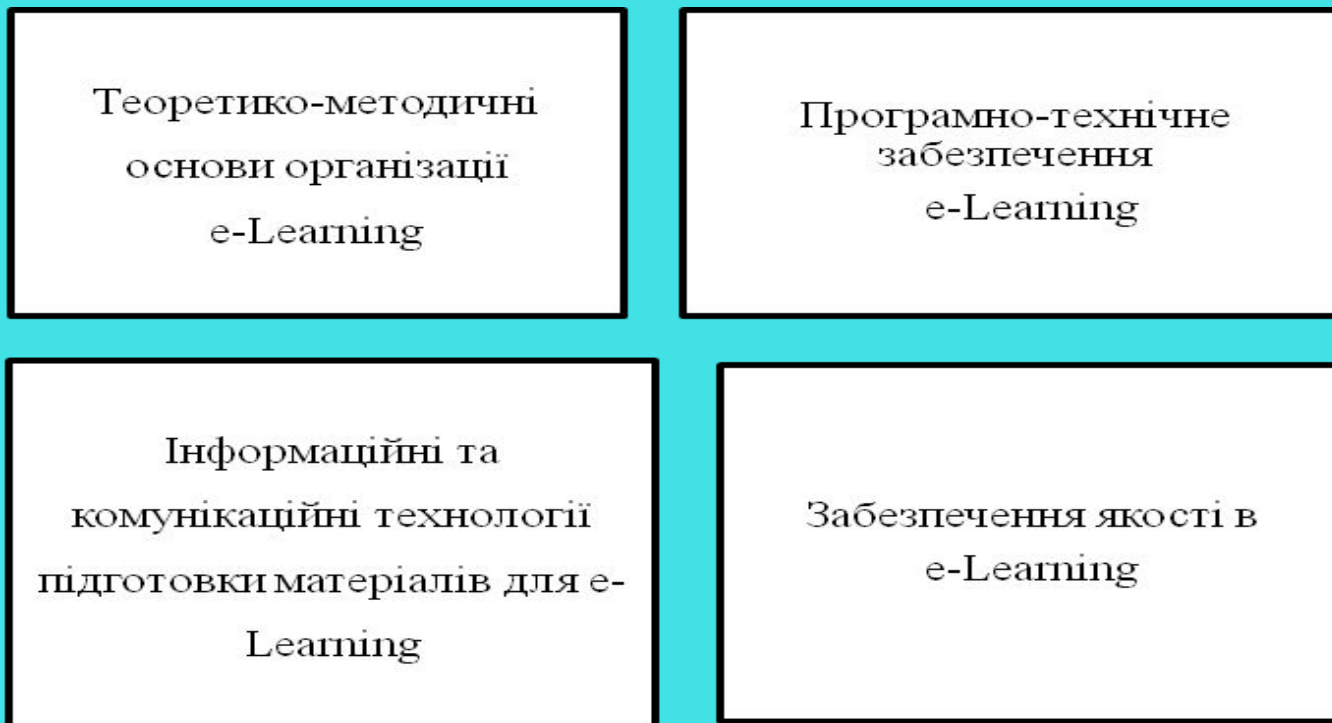 Теоретико-методичні
основи організації
e-Learning
Програмно-технічне
забезпечення
e-Learning
Інформаційні та
комунікаційні технології
підготовки матеріалів для e-
Learning
Забезпечення якості в
e-Learning